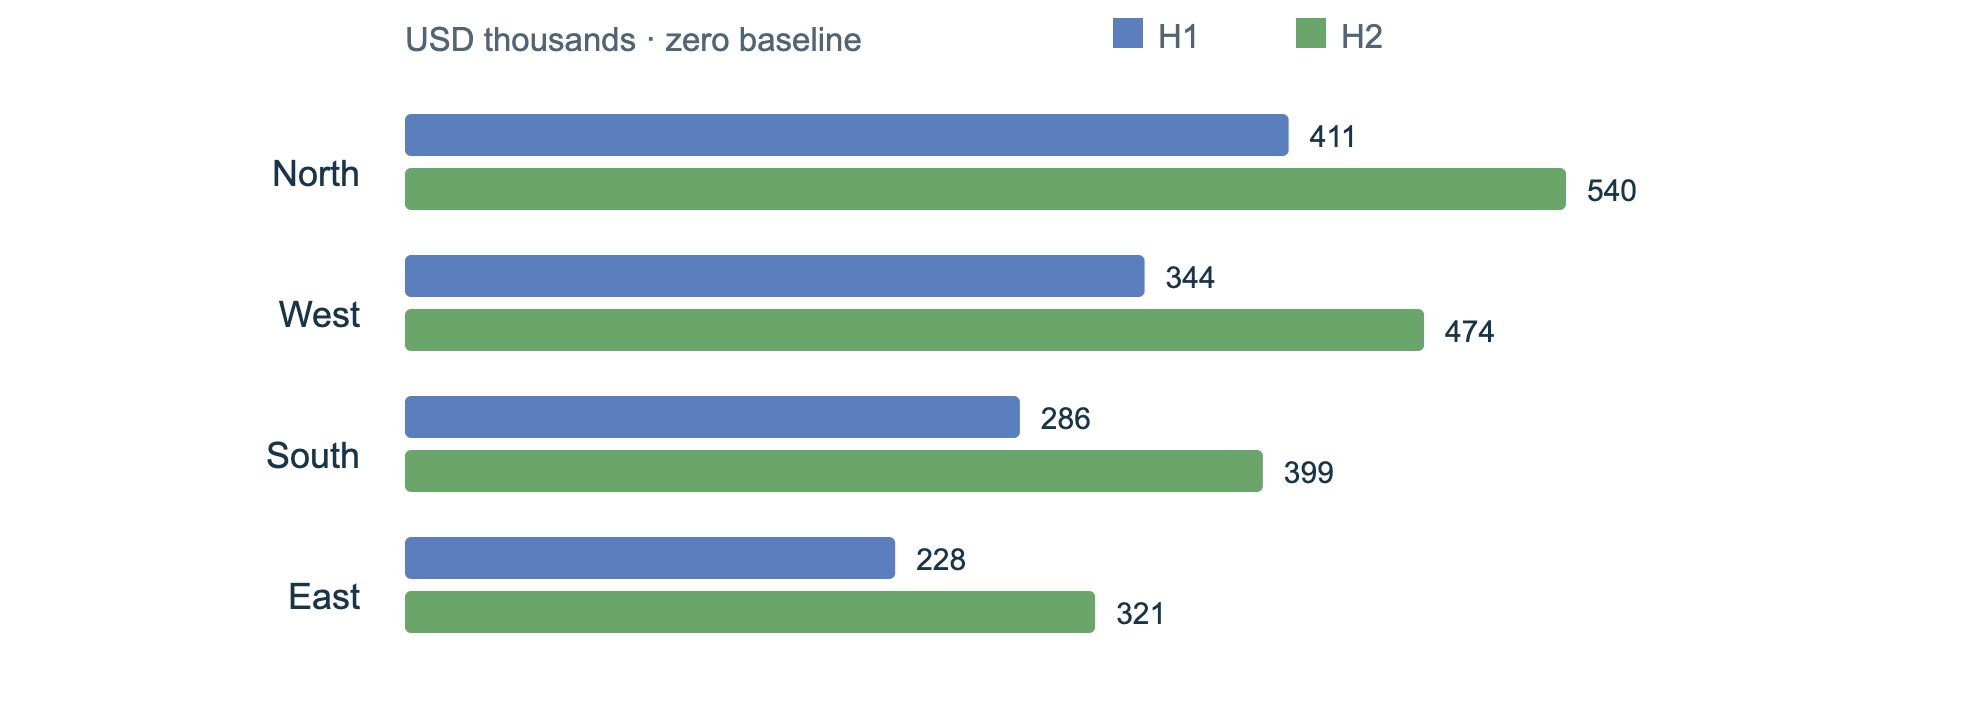 USD thousands · zero baseline H1 H2
411
North
540
344
West
474
286
South
399
228
East
321